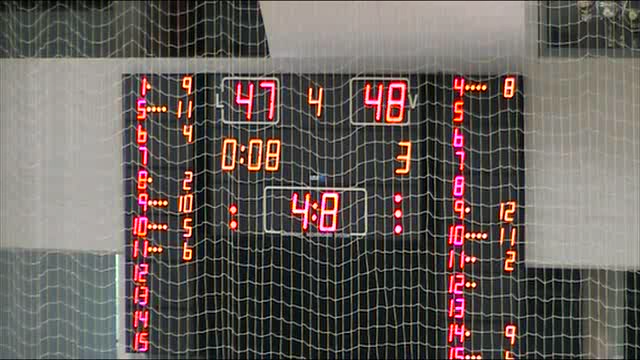 1 9 L 47 4 48 V 4 8
5 11 5
6 4 6
7 0:08 3 7
8 2 8
9 10 4:8 9 12
10 5 10 11
11 6 11 2
12 12
13 13
14 14 9
15 15